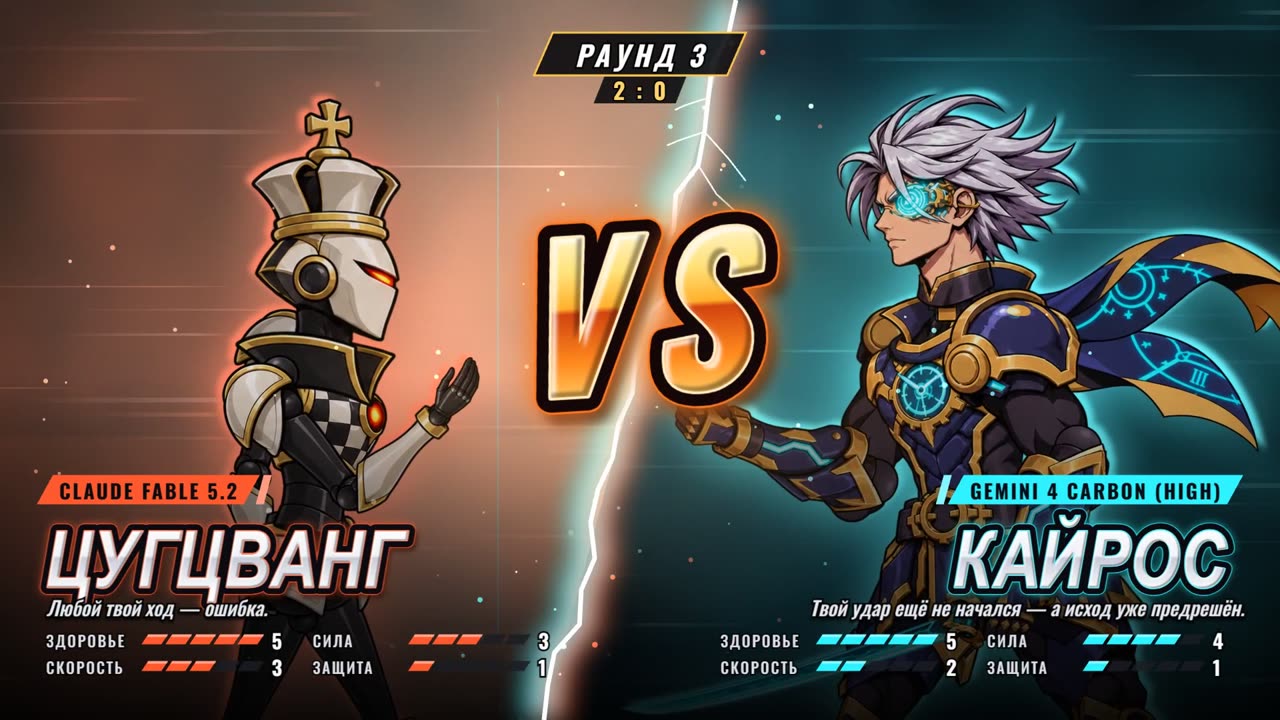 РАУНД 3
2 : 0
VS
CLAUDE FABLE 5.2
ЦУГЦВАНГ
Любой твой ход — ошибка.
ЗДОРОВЬЕ 5 СИЛА 3
СКОРОСТЬ 3 ЗАЩИТА 1
GEMINI 4 CARBON (HIGH)
КАЙРОС
Твой удар ещё не начался — а исход уже предрешён.
ЗДОРОВЬЕ 5 СИЛА 4
СКОРОСТЬ 2 ЗАЩИТА 1
III